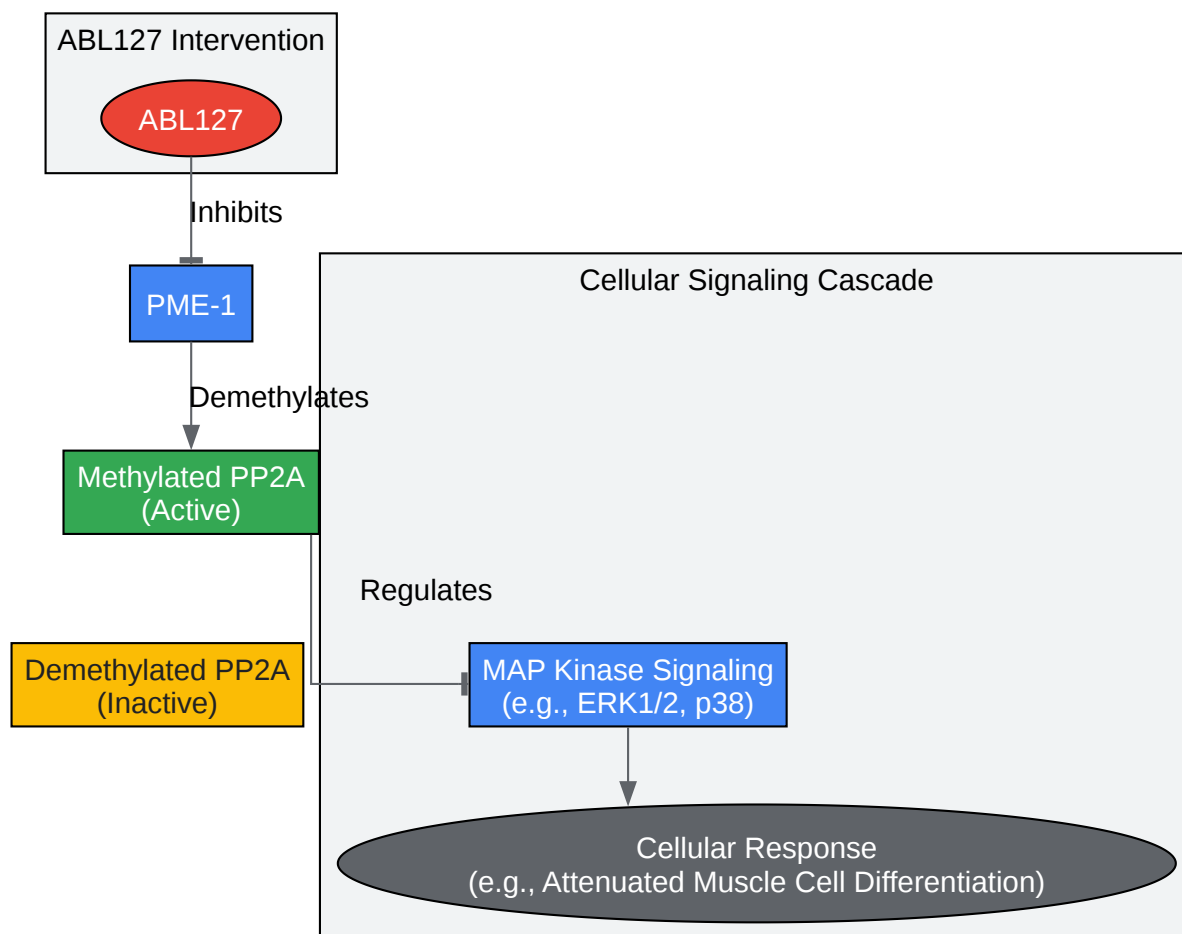 ABL127 Intervention
ABL127
Inhibits
PME-1
Cellular Signaling Cascade
Demethylates
Methylated PP2A
(Active)
Regulates
Demethylated PP2A
(Inactive)
MAP Kinase Signaling
(e.g., ERK1/2, p38)
Cellular Response
(e.g., Attenuated Muscle Cell Differentiation)